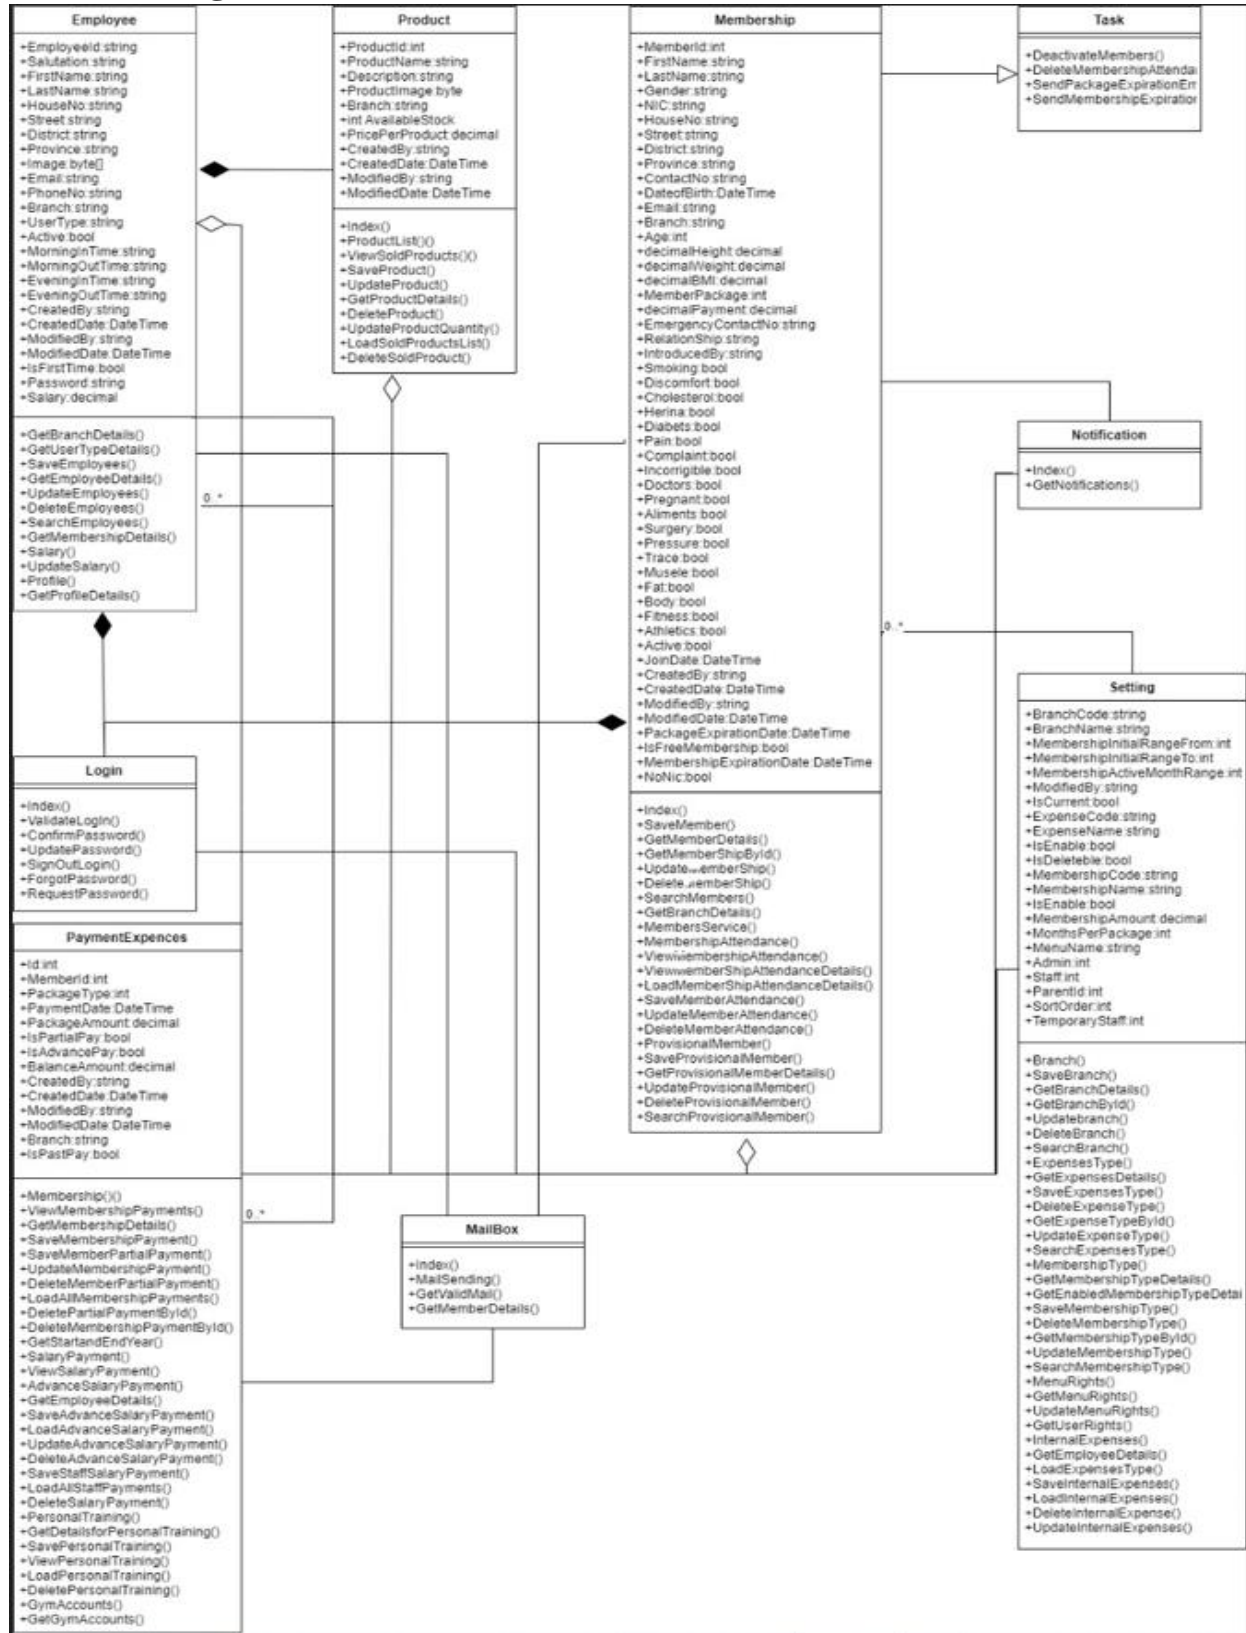 Employee
+EmployeeId:string
+Salutation:string
+FirstName:string
+LastName:string
+HouseNo:string
+Street:string
+District:string
+Province:string
+Image:byte[]
+Email:string
+PhoneNo:string
+Branch:string
+UserType:string
+Active:bool
+MorningInTime:string
+MorningOutTime:string
+EveningInTime:string
+EveningOutTime:string
+CreatedBy:string
+CreatedDate:DateTime
+ModifiedBy:string
+ModifiedDate:DateTime
+IsFirstTime:bool
+Password:string
+Salary:decimal
+GetBranchDetails()
+GetUserTypeDetails()
+SaveEmployees()
+GetEmployeeDetails()
+UpdateEmployees()
+DeleteEmployees()
+SearchEmployees()
+GetMembershipDetails()
+Salary()
+UpdateSalary()
+Profile()
+GetProfileDetails()
0..*
Login
+Index()
+ValidateLogIn()
+ConfirmPassword()
+UpdatePassword()
+SignOutLogin()
+ForgotPassword()
+RequestPassword()
PaymentExpences
+Id:int
+MemberId:int
+PackageType:int
+PaymentDate:DateTime
+PackageAmount:decimal
+IsPartialPay:bool
+IsAdvancePay:bool
+BalanceAmount:decimal
+CreatedBy:string
+CreatedDate:DateTime
+ModifiedBy:string
+ModifiedDate:DateTime
+Branch:string
+IsPastPay:bool
+Membership()()
+ViewMembershipPayments()
+GetMembershipDetails()
+SaveMembershipPayment()
+SaveMemberPartialPayment()
+UpdateMembershipPayment()
+DeleteMemberPartialPayment()
+LoadAllMembershipPayments()
+DeletePartialPaymentById()
+DeleteMembershipPaymentById()
+GetStartandEndYear()
+SalaryPayment()
+ViewSalaryPayment()
+AdvanceSalaryPayment()
+GetEmployeeDetails()
+SaveAdvanceSalaryPayment()
+LoadAdvanceSalaryPayment()
+UpdateAdvanceSalaryPayment()
+DeleteAdvanceSalaryPayment()
+SaveStaffSalaryPayment()
+LoadAllStaffPayments()
+DeleteSalaryPayment()
+PersonalTraining()
+GetDetailsforPersonalTraining()
+SavePersonalTraining()
+ViewPersonalTraining()
+LoadPersonalTraining()
+DeletePersonalTraining()
+GymAccounts()
+GetGymAccounts()
0..*
Product
+ProductId:int
+ProductName:string
+Description:string
+ProductImage:byte
+Branch:string
+int AvailableStock
+PricePerProduct:decimal
+CreatedBy:string
+CreatedDate:DateTime
+ModifiedBy:string
+ModifiedDate:DateTime
+Index()
+ProductList()()
+ViewSoldProducts()()
+SaveProduct()
+UpdateProduct()
+GetProductDetails()
+DeleteProduct()
+UpdateProductQuantity()
+LoadSoldProductsList()
+DeleteSoldProduct()
MailBox
+Index()
+MailSending()
+GetValidMail()
+GetMemberDetails()
Membership
+MemberId:int
+FirstName:string
+LastName:string
+Gender:string
+NIC:string
+HouseNo:string
+Street:string
+District:string
+Province:string
+ContactNo:string
+DateofBirth:DateTime
+Email:string
+Branch:string
+Age:int
+decimalHeight:decimal
+decimalWeight:decimal
+decimalBMI:decimal
+MemberPackage:int
+decimalPayment:decimal
+EmergencyContactNo:string
+RelationShip:string
+IntroducedBy:string
+Smoking:bool
+Discomfort:bool
+Cholesterol:bool
+Herina:bool
+Diabets:bool
+Pain:bool
+Complaint:bool
+Incorrigible:bool
+Doctors:bool
+Pregnant:bool
+Aliments:bool
+Surgery:bool
+Pressure:bool
+Trace:bool
+Musele:bool
+Fat:bool
+Body:bool
+Fitness:bool
+Athletics:bool
+Active:bool
+JoinDate:DateTime
+CreatedBy:string
+CreatedDate:DateTime
+ModifiedBy:string
+ModifiedDate:DateTime
+PackageExpirationDate:DateTime
+IsFreeMembership:bool
+MembershipExpirationDate:DateTime
+NoNic:bool
+Index()
+SaveMember()
+GetMemberDetails()
+GetMemberShipById()
+SearchMembers()
+GetBranchDetails()
+MembersService()
+MembershipAttendance()
+LoadMemberShipAttendanceDetails()
+SaveMemberAttendance()
+UpdateMemberAttendance()
+DeleteMemberAttendance()
+ProvisionalMember()
+SaveProvisionalMember()
+GetProvisionalMemberDetails()
+UpdateProvisionalMember()
+DeleteProvisionalMember()
+SearchProvisionalMember()
0..*
Task
+DeactivateMembers()
+DeleteMembershipAttenda
+SendPackageExpirationEm
+SendMembershipExpiration
Notification
+Index()
+GetNotifications()
Setting
+BranchCode:string
+BranchName:string
+MembershipInitialRangeFrom:int
+MembershipInitialRangeTo:int
+MembershipActiveMonthRange:int
+ModifiedBy:string
+IsCurrent:bool
+ExpenseCode:string
+ExpenseName:string
+IsEnable:bool
+IsDeleteble:bool
+MembershipCode:string
+MembershipName:string
+IsEnable:bool
+MembershipAmount:decimal
+MonthsPerPackage:int
+MenuName:string
+Admin:int
+Staff:int
+ParentId:int
+SortOrder:int
+TemporaryStaff:int
+Branch()
+SaveBranch()
+GetBranchDetails()
+GetBranchById()
+Updatebranch()
+DeleteBranch()
+SearchBranch()
+ExpensesType()
+GetExpensesDetails()
+SaveExpensesType()
+DeleteExpenseType()
+GetExpenseTypeById()
+UpdateExpenseType()
+SearchExpensesType()
+MembershipType()
+GetMembershipTypeDetails()
+GetEnabledMembershipTypeDetai
+SaveMembershipType()
+DeleteMembershipType()
+GetMembershipTypeById()
+UpdateMembershipType()
+SearchMembershipType()
+MenuRights()
+GetMenuRights()
+UpdateMenuRights()
+GetUserRights()
+InternalExpenses()
+GetEmployeeDetails()
+LoadExpensesType()
+SaveInternalExpenses()
+LoadInternalExpenses()
+DeleteInternalExpense()
+UpdateInternalExpenses()